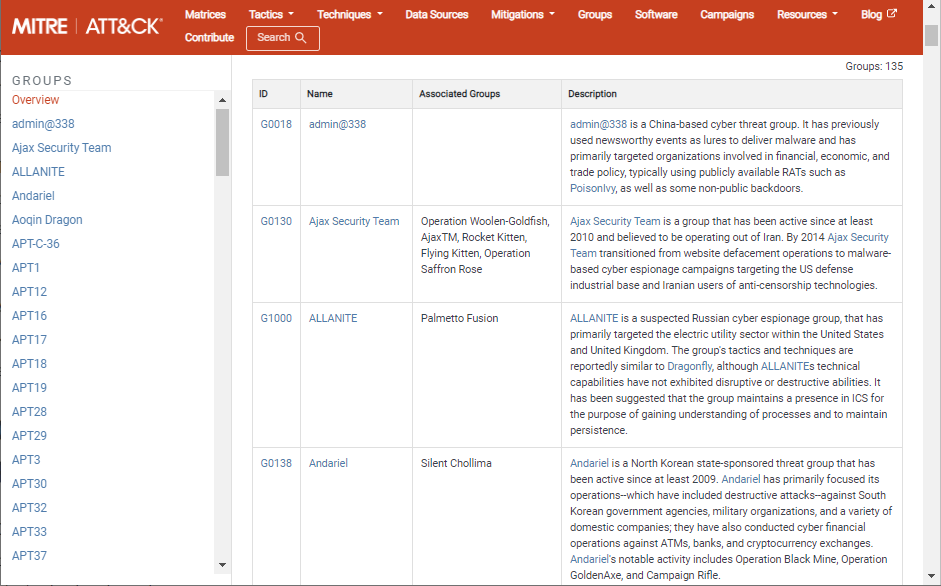 MITRE | ATT&CK®
Matrices Tactics Techniques Data Sources Mitigations Groups Software Campaigns Resources Blog
Contribute Search
GROUPS
Overview
admin@338
Ajax Security Team
ALLANITE
Andariel
Aoqin Dragon
APT-C-36
APT1
APT12
APT16
APT17
APT18
APT19
APT28
APT29
APT3
APT30
APT32
APT33
APT37
Groups: 135
ID Name Associated Groups Description
G0018 admin@338 admin@338 is a China-based cyber threat group. It has previously
used newsworthy events as lures to deliver malware and has
primarily targeted organizations involved in financial, economic, and
trade policy, typically using publicly available RATs such as
PoisonIvy, as well as some non-public backdoors.
G0130 Ajax Security Team Operation Woolen-Goldfish, Ajax Security Team is a group that has been active since at least
AjaxTM, Rocket Kitten, 2010 and believed to be operating out of Iran. By 2014 Ajax Security
Flying Kitten, Operation Team transitioned from website defacement operations to malware-
Saffron Rose based cyber espionage campaigns targeting the US defense
industrial base and Iranian users of anti-censorship technologies.
G1000 ALLANITE Palmetto Fusion ALLANITE is a suspected Russian cyber espionage group, that has
primarily targeted the electric utility sector within the United States
and United Kingdom. The group's tactics and techniques are
reportedly similar to Dragonfly, although ALLANITEs technical
capabilities have not exhibited disruptive or destructive abilities. It
has been suggested that the group maintains a presence in ICS for
the purpose of gaining understanding of processes and to maintain
persistence.
G0138 Andariel Silent Chollima Andariel is a North Korean state-sponsored threat group that has
been active since at least 2009. Andariel has primarily focused its
operations--which have included destructive attacks--against South
Korean government agencies, military organizations, and a variety of
domestic companies; they have also conducted cyber financial
operations against ATMs, banks, and cryptocurrency exchanges.
Andariel's notable activity includes Operation Black Mine, Operation
GoldenAxe, and Campaign Rifle.